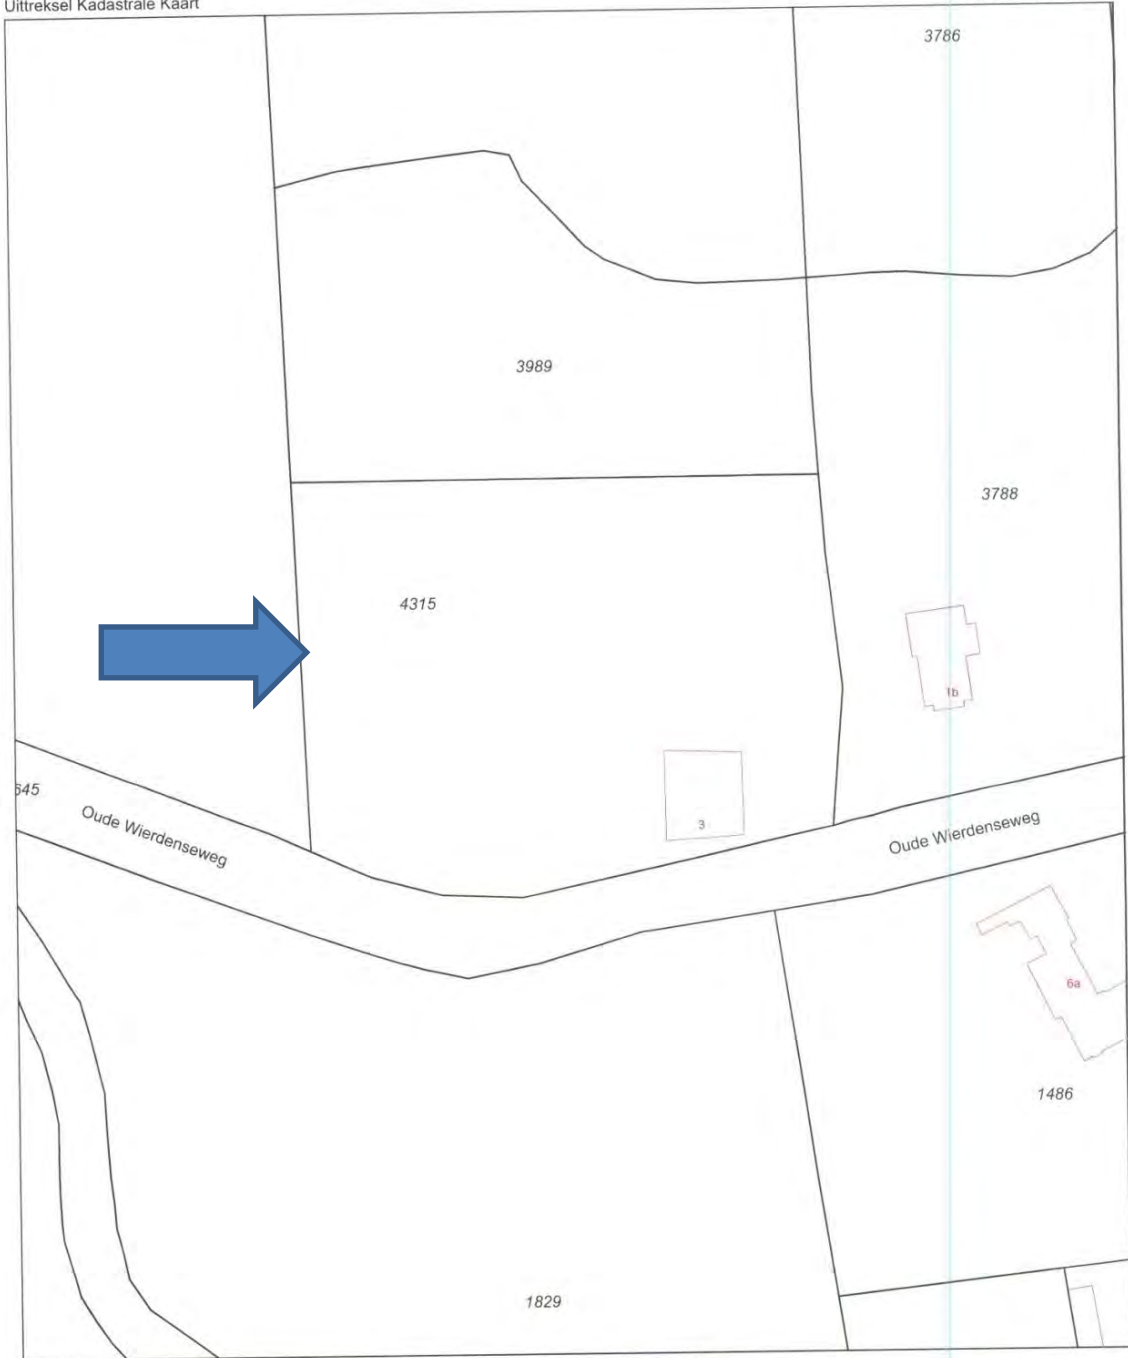 Uittreksel Kadastrale Kaart
3786
3989
3788
4315
1b
645
Oude Wierdenseweg
3
Oude Wierdenseweg
6a
1486
1829